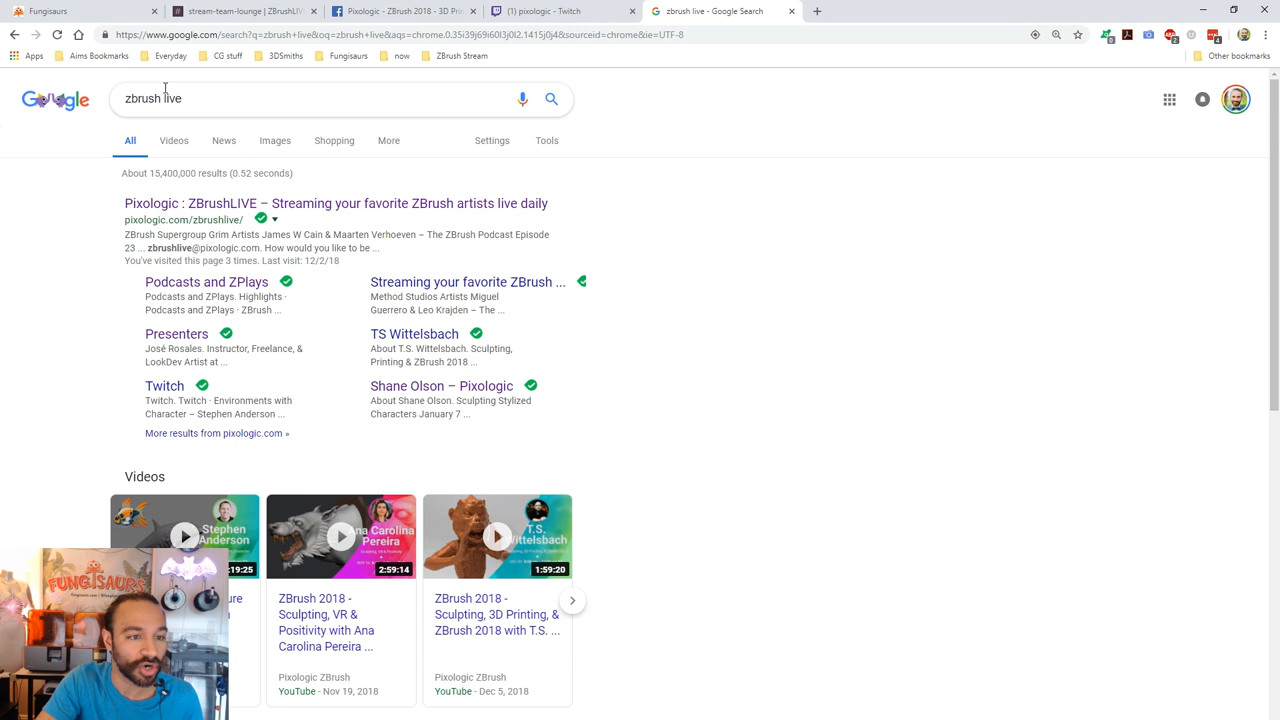 Fungisaurs
stream-team-lounge | ZBrushLIV
Pixologic - ZBrush 2018 - 3D Prin
(1) pixologic - Twitch
zbrush live - Google Search
https://www.google.com/search?q=zbrush+live&oq=zbrush+live&aqs=chrome.0.35i39j69i60l3j0l2.1415j0j4&sourceid=chrome&ie=UTF-8
Apps
Aims Bookmarks
Everyday
CG stuff
3DSmiths
Fungisaurs
now
ZBrush Stream
Other bookmarks
Google
zbrush live
All
Videos
News
Images
Shopping
More
Settings
Tools
About 15,400,000 results (0.52 seconds)
Pixologic : ZBrushLIVE – Streaming your favorite ZBrush artists live daily
pixologic.com/zbrushlive/
ZBrush Supergroup Grim Artists James W Cain & Maarten Verhoeven – The ZBrush Podcast Episode
23 ... zbrushlive@pixologic.com. How would you like to be ...
You've visited this page 3 times. Last visit: 12/2/18
Podcasts and ZPlays
Podcasts and ZPlays. Highlights ·
Podcasts and ZPlays · ZBrush ...
Streaming your favorite ZBrush ...
Method Studios Artists Miguel
Guerrero & Leo Krajden – The ...
Presenters
José Rosales. Instructor, Freelance, &
LookDev Artist at ...
TS Wittelsbach
About T.S. Wittelsbach. Sculpting,
Printing & ZBrush 2018 ...
Twitch
Twitch. Twitch · Environments with
Character – Stephen Anderson ...
Shane Olson – Pixologic
About Shane Olson. Sculpting Stylized
Characters January 7 ...
More results from pixologic.com »
Videos
Stephen
Anderson
:19:25
Ana Carolina
Pereira
2:59:14
T.S.
Wittelsbach
1:59:20
ZBrush 2018 -
Sculpting, VR &
Positivity with Ana
Carolina Pereira ...
Pixologic ZBrush
YouTube - Nov 19, 2018
ZBrush 2018 -
Sculpting, 3D Printing, &
ZBrush 2018 with T.S. ...
Pixologic ZBrush
YouTube - Dec 5, 2018
FUNGISAURS